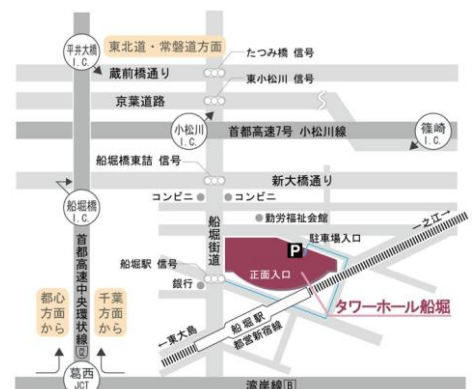 平井大橋
I.C.
東北道・常磐道方面
たつみ橋 信号
蔵前橋通り
東小松川 信号
京葉道路
小松川
I.C.
首都高速7号 小松川線
篠崎
I.C.
船堀橋東詰 信号
新大橋通り
船堀橋
I.C.
コンビニ
コンビニ
船堀街道
勤労福祉会館
一之江→
駐車場入口
P
首都高速中央環状線C2
船堀駅 信号
正面入口
銀行
タワーホール船堀
都心
方面
から
千葉
方面
から
船堀駅
都営新宿線
←東大島
葛西
JCT
湾岸線B